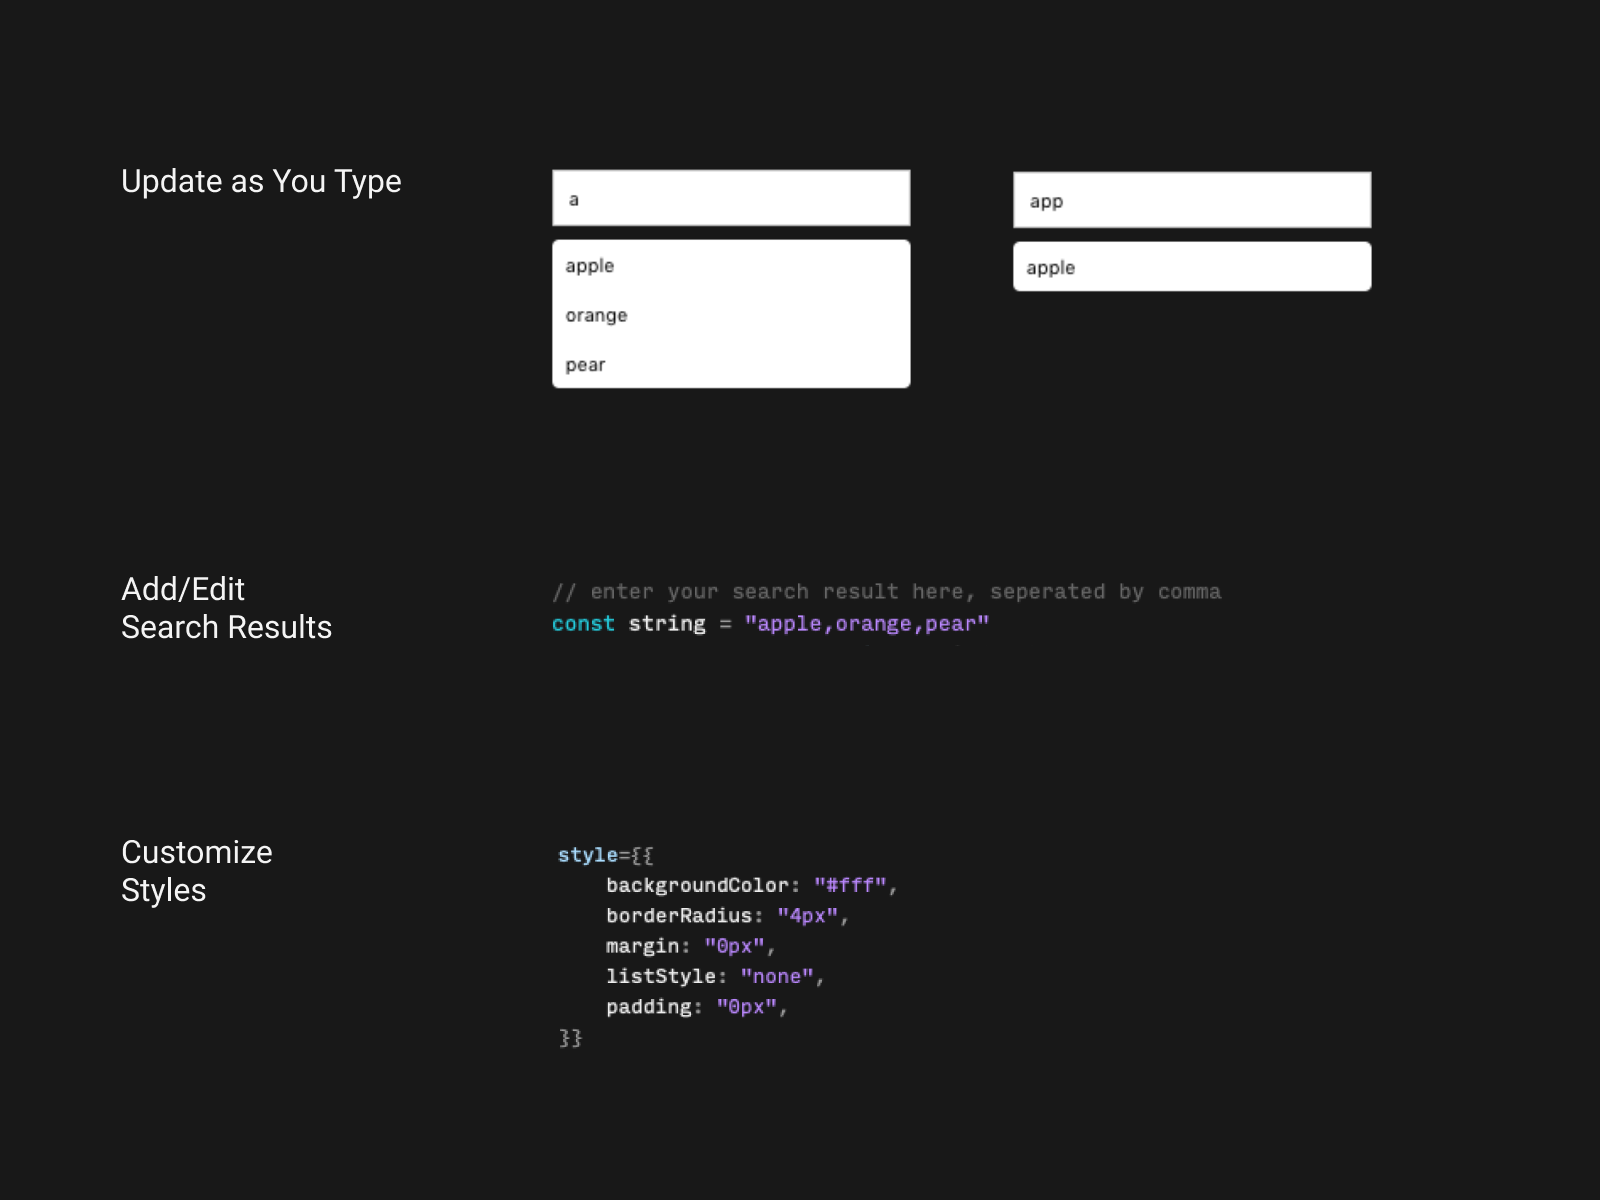 Update as You Type
a
apple
orange
pear
app
apple
Add/Edit
Search Results
// enter your search result here, seperated by comma
const string = "apple,orange,pear"
Customize
Styles
style={{
backgroundColor: "#fff",
borderRadius: "4px",
margin: "0px",
listStyle: "none",
padding: "0px",
}}